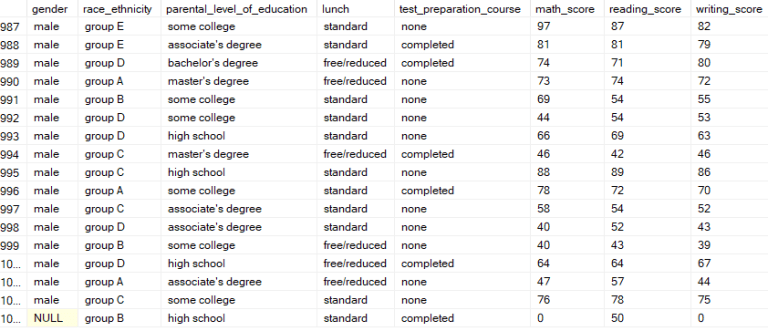 gender race_ethnicity parental_level_of_education lunch test_preparation_course math_score reading_score writing_score
987 male group E some college standard none 97 87 82
988 male group E associate's degree standard completed 81 81 79
989 male group D bachelor's degree free/reduced completed 74 71 80
990 male group A master's degree free/reduced none 73 74 72
991 male group B some college standard none 69 54 55
992 male group D some college standard none 44 54 53
993 male group D high school standard none 66 69 63
994 male group C master's degree free/reduced completed 46 42 46
995 male group C high school standard none 88 89 86
996 male group A some college standard completed 78 72 70
997 male group C associate's degree standard none 58 54 52
998 male group D associate's degree standard none 40 52 43
999 male group B some college free/reduced none 40 43 39
10... male group D high school free/reduced completed 64 64 67
10... male group A associate's degree free/reduced none 47 57 44
10... male group C some college standard none 76 78 75
10... NULL group B high school standard completed 0 50 0